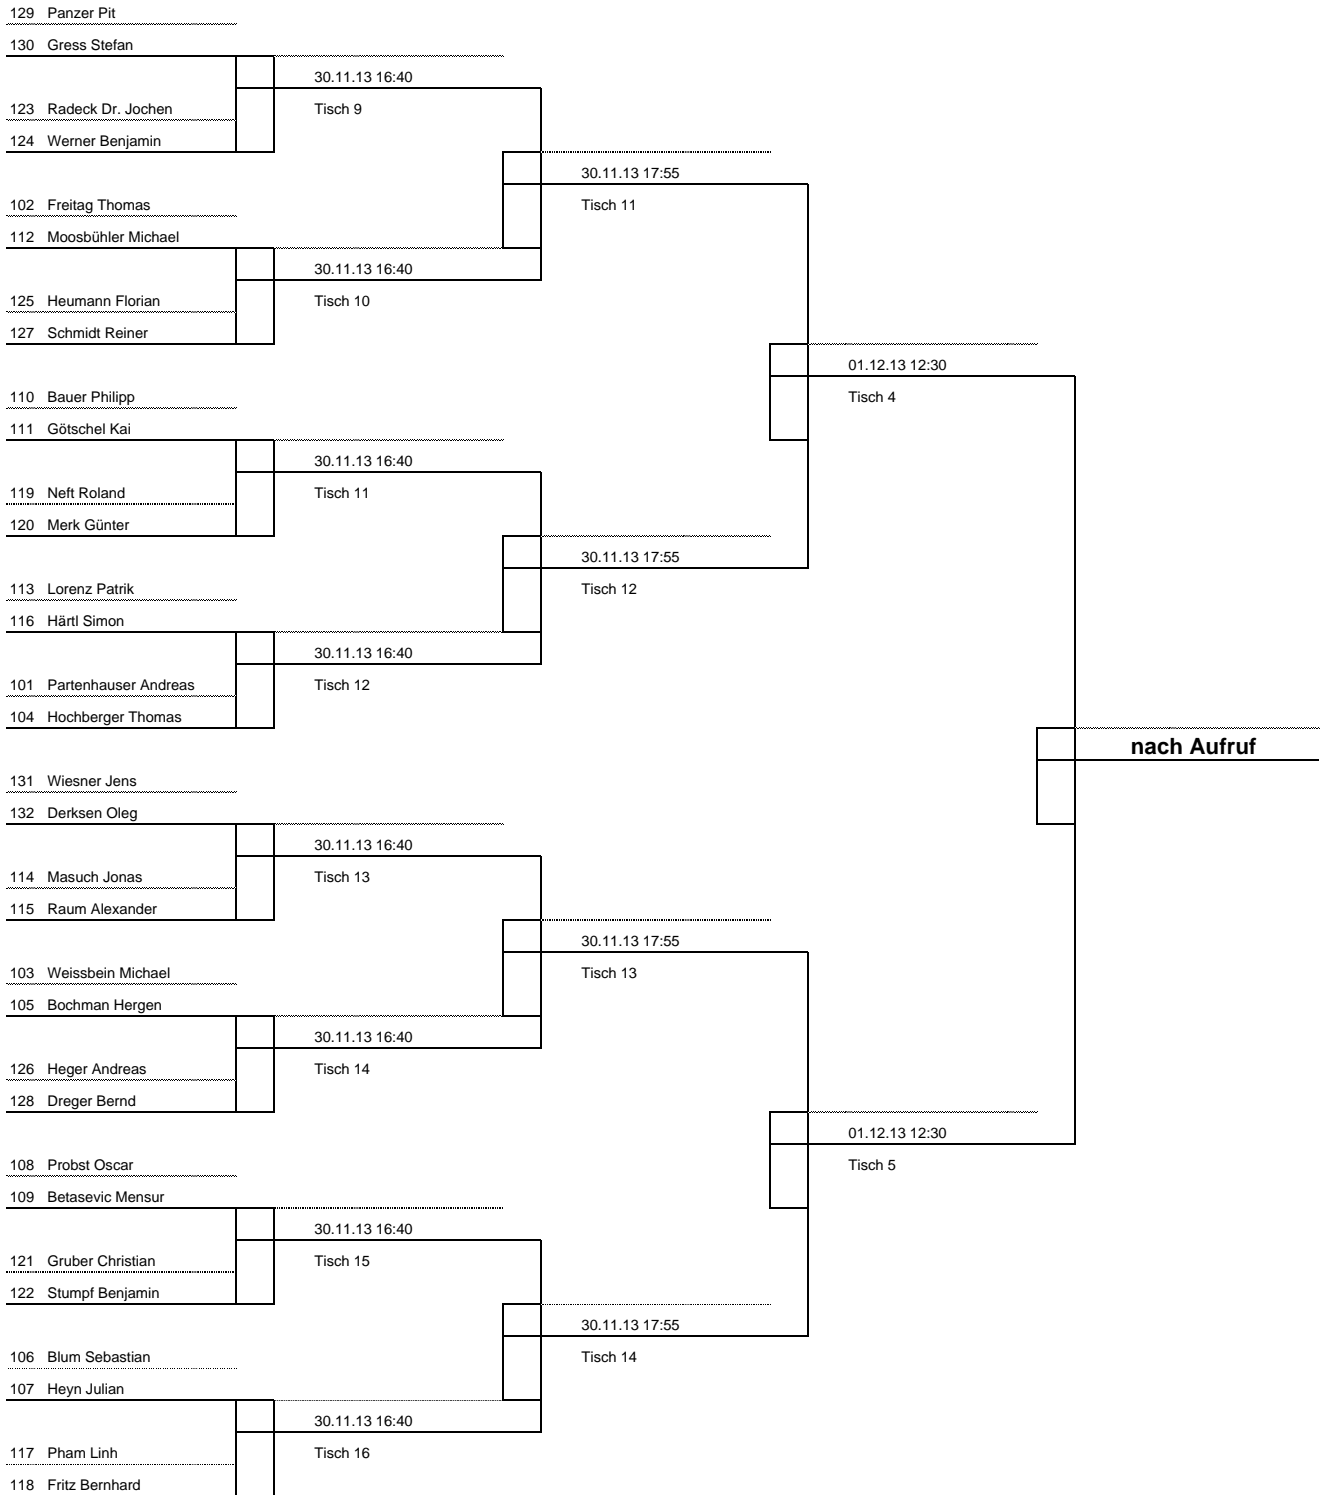 129 Panzer Pit
130 Gress Stefan
30.11.13 16:40
123 Radeck Dr. Jochen
Tisch 9
124 Werner Benjamin
30.11.13 17:55
102 Freitag Thomas
Tisch 11
112 Moosbühler Michael
30.11.13 16:40
125 Heumann Florian
Tisch 10
127 Schmidt Reiner
01.12.13 12:30
110 Bauer Philipp
Tisch 4
111 Götschel Kai
30.11.13 16:40
119 Neft Roland
Tisch 11
120 Merk Günter
30.11.13 17:55
113 Lorenz Patrik
Tisch 12
116 Härtl Simon
30.11.13 16:40
101 Partenhauser Andreas
Tisch 12
104 Hochberger Thomas
nach Aufruf
131 Wiesner Jens
132 Derksen Oleg
30.11.13 16:40
114 Masuch Jonas
Tisch 13
115 Raum Alexander
30.11.13 17:55
103 Weissbein Michael
Tisch 13
105 Bochman Hergen
30.11.13 16:40
126 Heger Andreas
Tisch 14
128 Dreger Bernd
01.12.13 12:30
108 Probst Oscar
Tisch 5
109 Betasevic Mensur
30.11.13 16:40
121 Gruber Christian
Tisch 15
122 Stumpf Benjamin
30.11.13 17:55
106 Blum Sebastian
Tisch 14
107 Heyn Julian
30.11.13 16:40
117 Pham Linh
Tisch 16
118 Fritz Bernhard